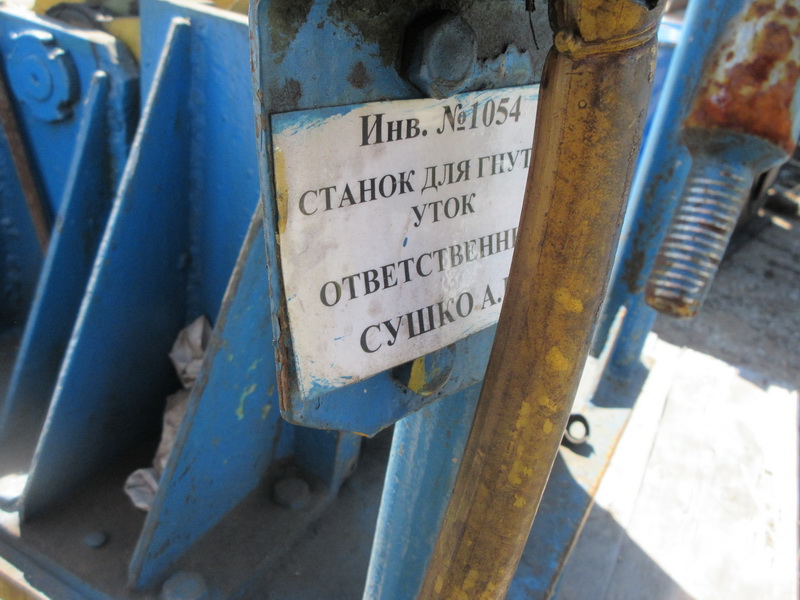 Инв. №1054
СТАНОК ДЛЯ ГНУТ
УТОК
ОТВЕТСТВЕНН
СУШКО А.